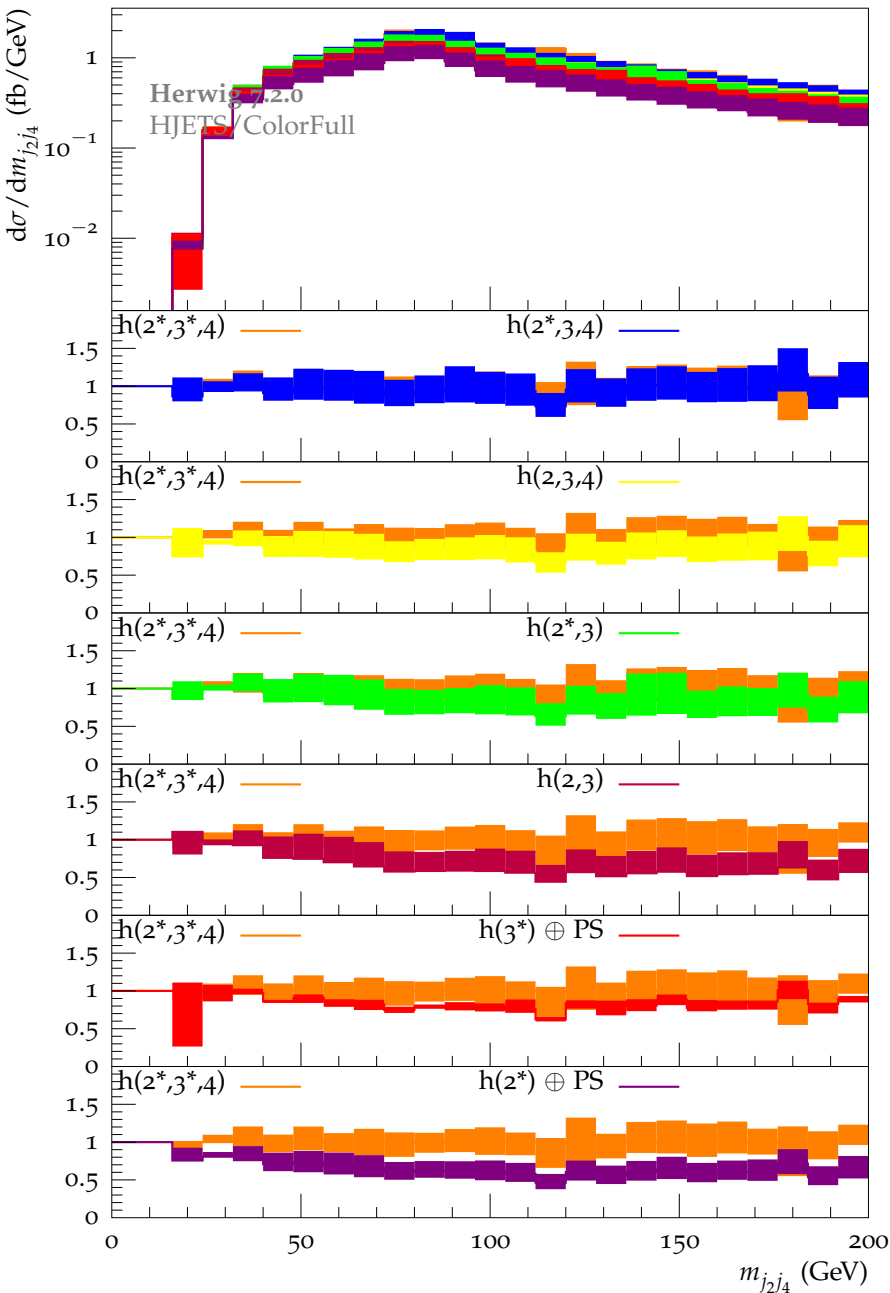 dσ/dm_{j₂j₄} (fb/GeV)
1
10⁻¹
10⁻²
Herwig 7.2.0
HJETS/ColorFull
h(2*,3*,4) h(2*,3,4)
1.5
1
0.5
0
h(2*,3*,4) h(2,3,4)
1.5
1
0.5
0
h(2*,3*,4) h(2*,3)
1.5
1
0.5
0
h(2*,3*,4) h(2,3)
1.5
1
0.5
0
h(2*,3*,4) h(3*) ⊕ PS
1.5
1
0.5
0
h(2*,3*,4) h(2*) ⊕ PS
1.5
1
0.5
0
0 50 100 150 200
m_{j₂j₄} (GeV)